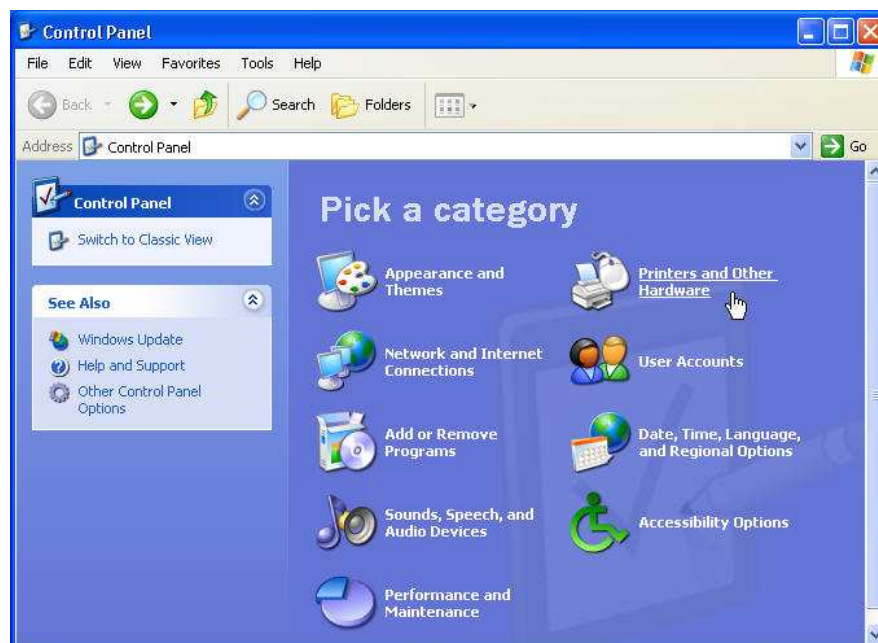 Control Panel
File Edit View Favorites Tools Help
Back Search Folders
Address Control Panel Go
Control Panel
Switch to Classic View
See Also
Windows Update
Help and Support
Other Control Panel
Options
Pick a category
Appearance and
Themes
Printers and Other
Hardware
Network and Internet
Connections
User Accounts
Add or Remove
Programs
Date, Time, Language,
and Regional Options
Sounds, Speech, and
Audio Devices
Accessibility Options
Performance and
Maintenance